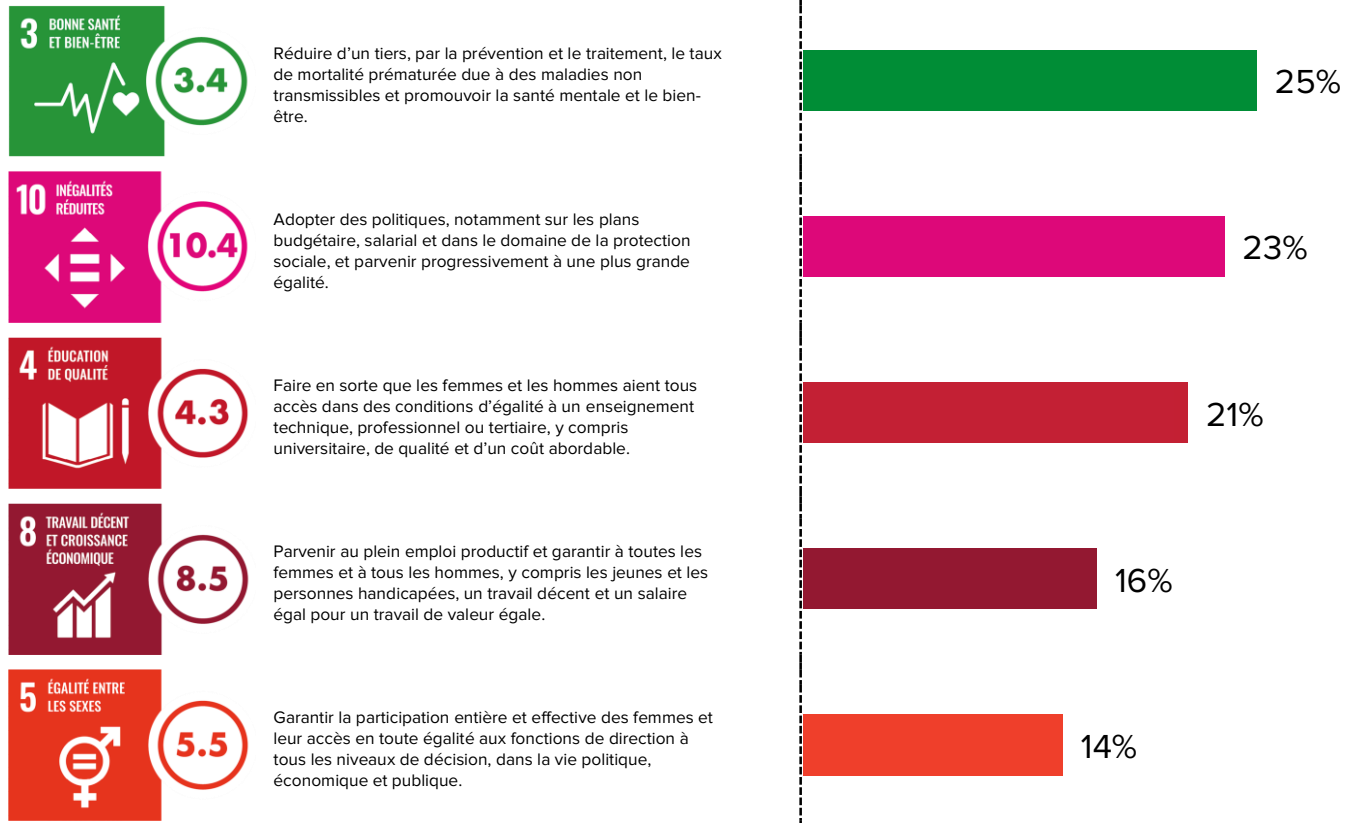 3 BONNE SANTÉ
ET BIEN-ÊTRE
3.4
Réduire d’un tiers, par la prévention et le traitement, le taux
de mortalité prématurée due à des maladies non
transmissibles et promouvoir la santé mentale et le bien-
être.
25%
10 INÉGALITÉS
RÉDUITES
10.4
Adopter des politiques, notamment sur les plans
budgétaire, salarial et dans le domaine de la protection
sociale, et parvenir progressivement à une plus grande
égalité.
23%
4 ÉDUCATION
DE QUALITÉ
4.3
Faire en sorte que les femmes et les hommes aient tous
accès dans des conditions d’égalité à un enseignement
technique, professionnel ou tertiaire, y compris
universitaire, de qualité et d’un coût abordable.
21%
8 TRAVAIL DÉCENT
ET CROISSANCE
ÉCONOMIQUE
8.5
Parvenir au plein emploi productif et garantir à toutes les
femmes et à tous les hommes, y compris les jeunes et les
personnes handicapées, un travail décent et un salaire
égal pour un travail de valeur égale.
16%
5 ÉGALITÉ ENTRE
LES SEXES
5.5
Garantir la participation entière et effective des femmes et
leur accès en toute égalité aux fonctions de direction à
tous les niveaux de décision, dans la vie politique,
économique et publique.
14%